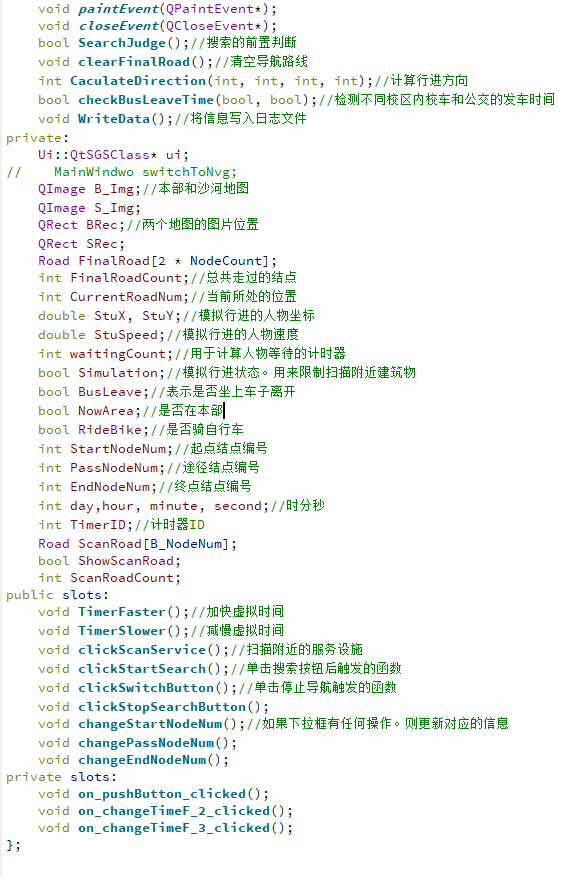 void paintEvent(QPaintEvent*);
void closeEvent(QCloseEvent*);
bool SearchJudge();//搜索的前置判断
void clearFinalRoad();//清空导航路线
int CaculateDirection(int, int, int, int);//计算行进方向
bool checkBusLeaveTime(bool, bool);//检测不同校区内校车和公交的发车时间
void WriteData();//将信息写入日志文件
private:
Ui::QtSGSClass* ui;
//    MainWindwo switchToNvg;
QImage B_Img;//本部和沙河地图
QImage S_Img;
QRect BRec;//两个地图的图片位置
QRect SRec;
Road FinalRoad[2 * NodeCount];
int FinalRoadCount;//总共走过的结点
int CurrentRoadNum;//当前所处的位置
double StuX, StuY;//模拟行进的人物坐标
double StuSpeed;//模拟行进的人物速度
int waitingCount;//用于计算人物等待的计时器
bool Simulation;//模拟行进状态。用来限制扫描附近建筑物
bool BusLeave;//表示是否坐上车子离开
bool NowArea;//是否在本部
bool RideBike;//是否骑自行车
int StartNodeNum;//起点结点编号
int PassNodeNum;//途径结点编号
int EndNodeNum;//终点结点编号
int day,hour, minute, second;//时分秒
int TimerID;//计时器ID
Road ScanRoad[B_NodeNum];
bool ShowScanRoad;
int ScanRoadCount;
public slots:
void TimerFaster();//加快虚拟时间
void TimerSlower();//减慢虚拟时间
void clickScanService();//扫描附近的服务设施
void clickStartSearch();//单击搜索按钮后触发的函数
void clickSwitchButton();//单击停止导航触发的函数
void clickStopSearchButton();
void changeStartNodeNum();//如果下拉框有任何操作。则更新对应的信息
void changePassNodeNum();
void changeEndNodeNum();
private slots:
void on_pushButton_clicked();
void on_changeTimeF_2_clicked();
void on_changeTimeF_3_clicked();
};